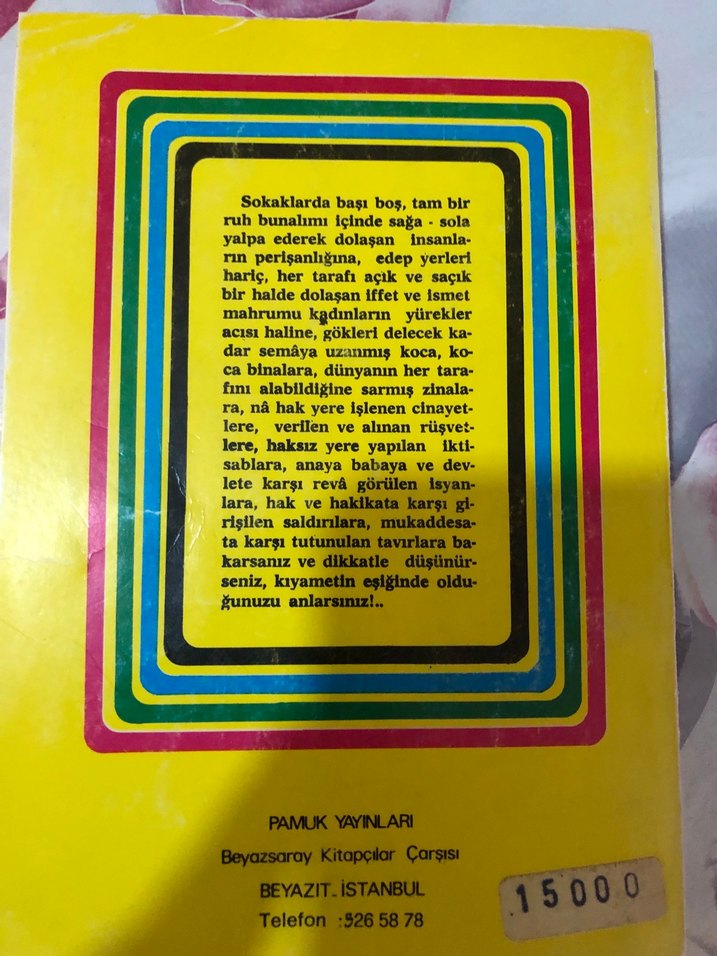 Sokaklarda başı boş, tam bir
ruh bunalımı içinde sağa - sola
yalpa ederek dolaşan insanla-
rın perişanlığına, edep yerleri
hariç, her tarafı açık ve saçık
bir halde dolaşan iffet ve ismet
mahrumu kadınların yürekler
acısı haline, gökleri delecek ka-
dar semâya uzanmış koca, ko-
ca binalara, dünyanın her tara-
fını alabildiğine sarmış zinala-
ra, nâ hak yere işlenen cinayet-
lere, verilen ve alınan rüşvet-
lere, haksız yere yapılan ikti-
sablara, anaya babaya ve dev-
lete karşı revâ görülen isyan-
lara, hak ve hakikata karşı gi-
rişilen saldırılara, mukaddesa-
ta karşı tutunulan tavırlara ba-
karsanız ve dikkatle düşünür-
seniz, kıyametin eşiğinde oldu-
ğunuzu anlarsınız!..
PAMUK YAYINLARI
Beyazsaray Kitapçılar Çarşısı
BEYAZIT - İSTANBUL
Telefon : 526 58 78
15000